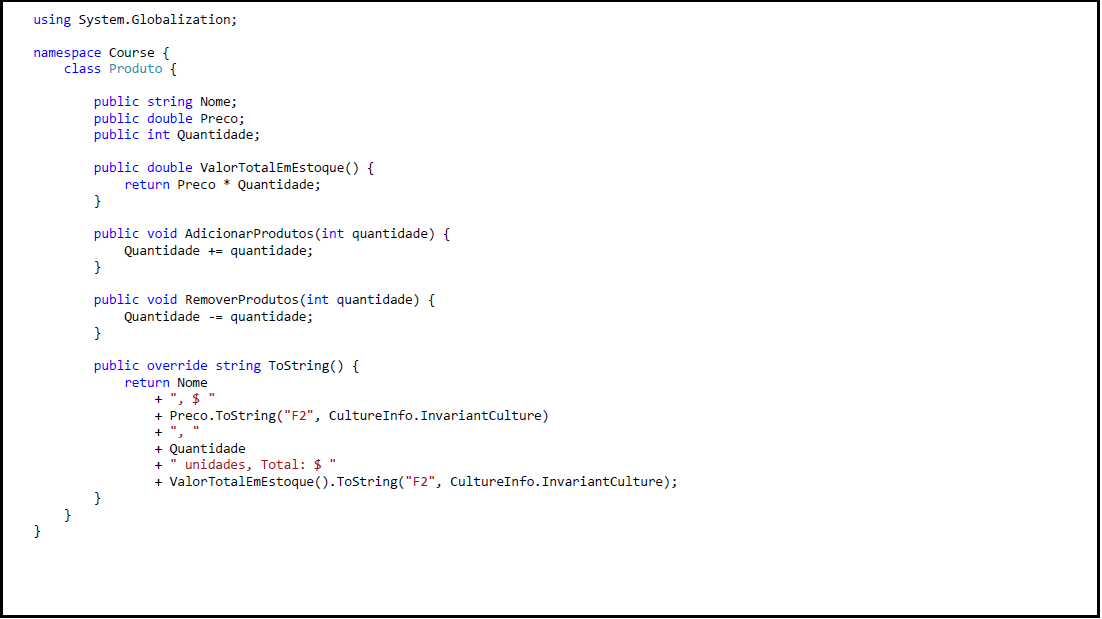 using System.Globalization;
namespace Course {
class Produto {
public string Nome;
public double Preco;
public int Quantidade;
public double ValorTotalEmEstoque() {
return Preco * Quantidade;
}
public void AdicionarProdutos(int quantidade) {
Quantidade += quantidade;
}
public void RemoverProdutos(int quantidade) {
Quantidade -= quantidade;
}
public override string ToString() {
return Nome
+ ", $ "
+ Preco.ToString("F2", CultureInfo.InvariantCulture)
+ ", "
+ Quantidade
+ " unidades, Total: $ "
+ ValorTotalEmEstoque().ToString("F2", CultureInfo.InvariantCulture);
}
}
}